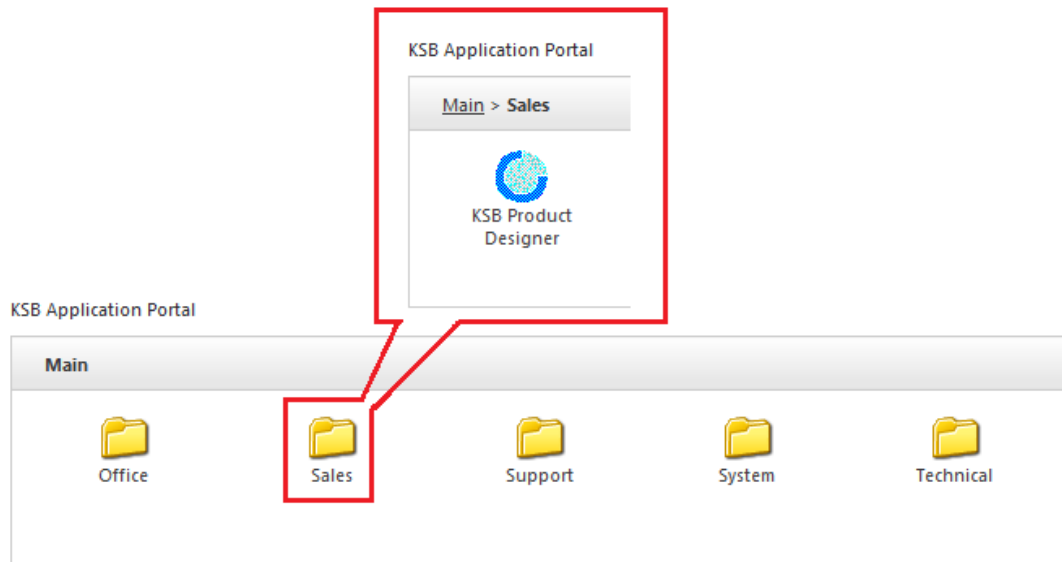 KSB Application Portal
Main > Sales
KSB Product
Designer
KSB Application Portal
Main
Office Sales Support System Technical